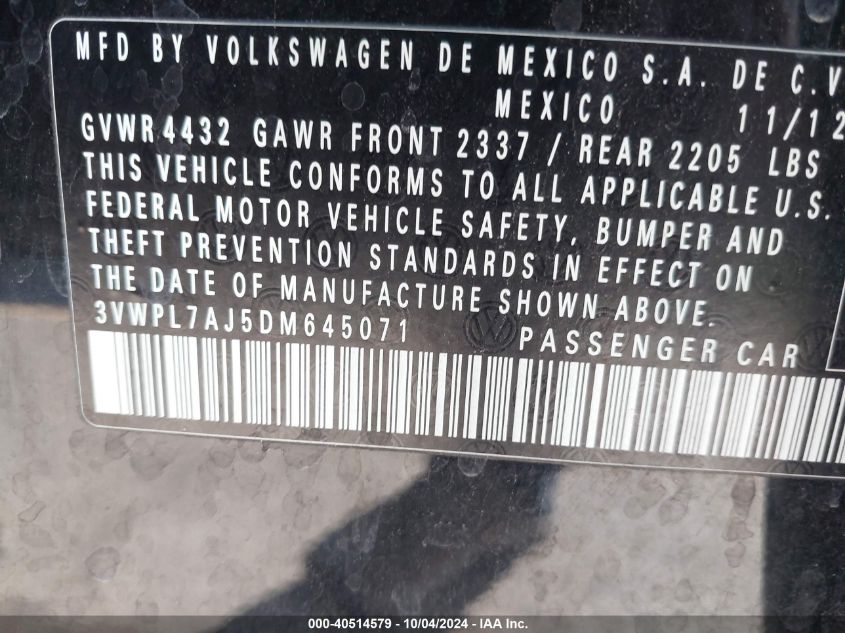 MFD BY VOLKSWAGEN DE MEXICO S.A. DE C.V
MEXICO 11/12
GVWR4432 GAWR FRONT 2337 / REAR 2205 LBS
THIS VEHICLE CONFORMS TO ALL APPLICABLE U.S.
FEDERAL MOTOR VEHICLE SAFETY, BUMPER AND
THEFT PREVENTION STANDARDS IN EFFECT ON
THE DATE OF MANUFACTURE SHOWN ABOVE.
3VWPL7AJ5DM645071 PASSENGER CAR
000-40514579 - 10/04/2024 - IAA Inc.